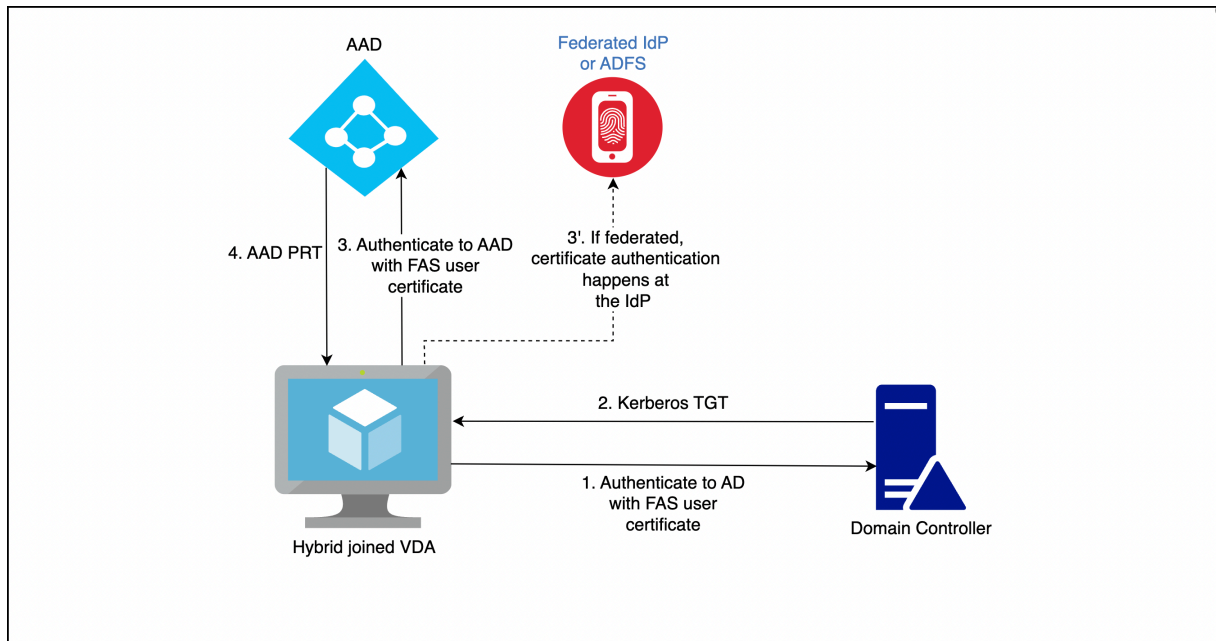 AAD
Federated IdP
or ADFS
4. AAD PRT
3. Authenticate to AAD
with FAS user
certificate
3'. If federated,
certificate authentication
happens at
the IdP
2. Kerberos TGT
1. Authenticate to AD
with FAS user
certificate
Domain Controller
Hybrid joined VDA